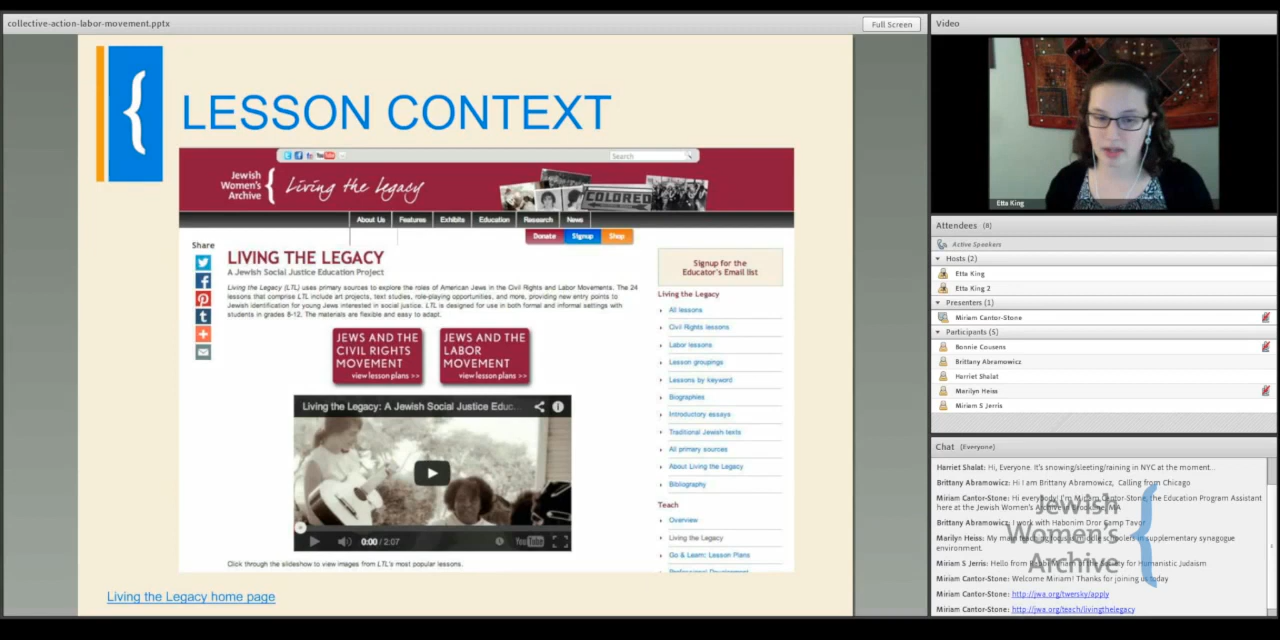 collective-action-labor-movement.pptx
Full Screen
LESSON CONTEXT
Search
Jewish
Women's
Archive
Living the Legacy
COLORED
About Us
Features
Exhibits
Education
Research
News
Donate
Signup
Shop
Share
LIVING THE LEGACY
A Jewish Social Justice Education Project
Living the Legacy (LTL) uses primary sources to explore the roles of American Jews in the Civil Rights and Labor Movements. The 24
lessons that comprise LTL include art projects, text studies, role-playing opportunities, and more, providing new entry points to
Jewish identification for young Jews interested in social justice. LTL is designed for use in both formal and informal settings with
students in grades 8-12. The materials are flexible and easy to adapt.
JEWS AND THE
CIVIL RIGHTS
MOVEMENT
view lesson plans >>
JEWS AND THE
LABOR
MOVEMENT
view lesson plans >>
Living the Legacy: A Jewish Social Justice Educ...
0:00 / 2:07
YouTube
Click through the slideshow to view images from LTL's most popular lessons.
Signup for the
Educator's Email list
Living the Legacy
All lessons
Civil Rights lessons
Labor lessons
Lesson groupings
Lessons by keyword
Biographies
Introductory essays
Traditional Jewish texts
All primary sources
About Living the Legacy
Bibliography
Teach
Overview
Living the Legacy
Go & Learn: Lesson Plans
Professional Development
Living the Legacy home page
Video
Etta King
Attendees (8)
Active Speakers
Hosts (2)
Etta King
Etta King 2
Presenters (1)
Miriam Cantor-Stone
Participants (5)
Bonnie Cousens
Brittany Abramowicz
Harriet Shalat
Marilyn Heiss
Miriam S Jerris
Chat (Everyone)
Harriet Shalat: Hi, Everyone. It's snowing/sleeting/raining in NYC at the moment...
Brittany Abramowicz: Hi I am Brittany Abramowicz, Calling from Chicago
Miriam Cantor-Stone: Hi everybody! I'm Miriam Cantor-Stone, the Education Program Assistant
here at the Jewish Women's Archive in Brookline, MA
Brittany Abramowicz: I work with Habonim Dror Camp Tavor
Marilyn Heiss: My main teaching focus is middle schoolers in supplementary synagogue
environment.
Miriam S Jerris: Hello from Rabbi Miriam of the Society for Humanistic Judaism
Miriam Cantor-Stone: Welcome Miriam! Thanks for joining us today
Miriam Cantor-Stone: http://jwa.org/twersky/apply
Miriam Cantor-Stone: http://jwa.org/teach/livingthelegacy
Jewish
Women's
Archive